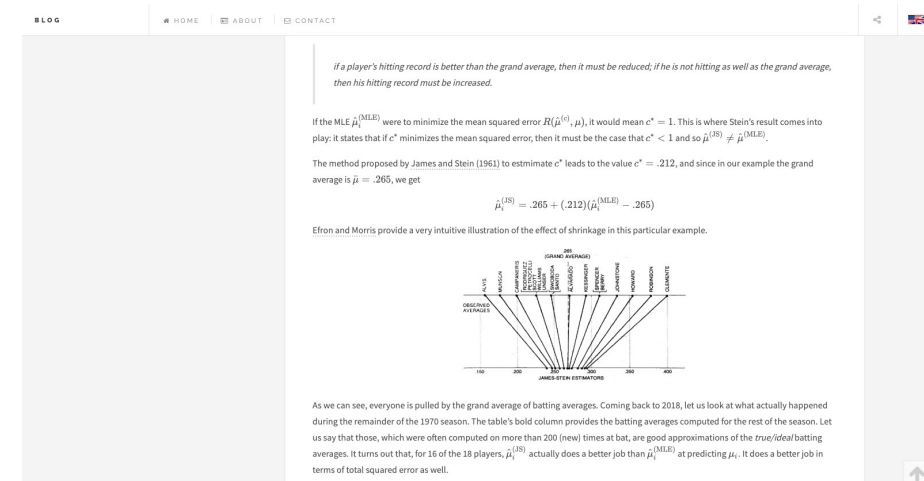 BLOG
HOME
ABOUT
CONTACT
if a player's hitting record is better than the grand average, then it must be reduced; if he is not hitting as well as the grand average,
then his hitting record must be increased.
If the MLE μ̂ᵢ^(MLE) were to minimize the mean squared error R(μ̂^(c), μ), it would mean c* = 1. This is where Stein's result comes into
play: it states that if c* minimizes the mean squared error, then it must be the case that c* < 1 and so μ̂ᵢ^(JS) ≠ μ̂ᵢ^(MLE).
The method proposed by James and Stein (1961) to estmimate c* leads to the value c* = .212, and since in our example the grand
average is μ̄ = .265, we get
μ̂ᵢ^(JS) = .265 + (.212)(μ̂ᵢ^(MLE) − .265)
Efron and Morris provide a very intuitive illustration of the effect of shrinkage in this particular example.
.265
(GRAND AVERAGE)
ALVIS
MUNSON
CAMPANERIS
RODRIGUEZ
PETROCELLI
SCOTT
WILLIAMS
UNSER
SWOBODA
SANTO
ALVARADO
KESSINGER
SPENCER
BERRY
JOHNSTONE
HOWARD
ROBINSON
CLEMENTE
OBSERVED
AVERAGES
.150 .200 .250 .300 .350 .400
JAMES-STEIN ESTIMATORS
As we can see, everyone is pulled by the grand average of batting averages. Coming back to 2018, let us look at what actually happened
during the remainder of the 1970 season. The table's bold column provides the batting averages computed for the rest of the season. Let
us say that those, which were often computed on more than 200 (new) times at bat, are good approximations of the true/ideal batting
averages. It turns out that, for 16 of the 18 players, μ̂ᵢ^(JS) actually does a better job than μ̂ᵢ^(MLE) at predicting μᵢ. It does a better job in
terms of total squared error as well.